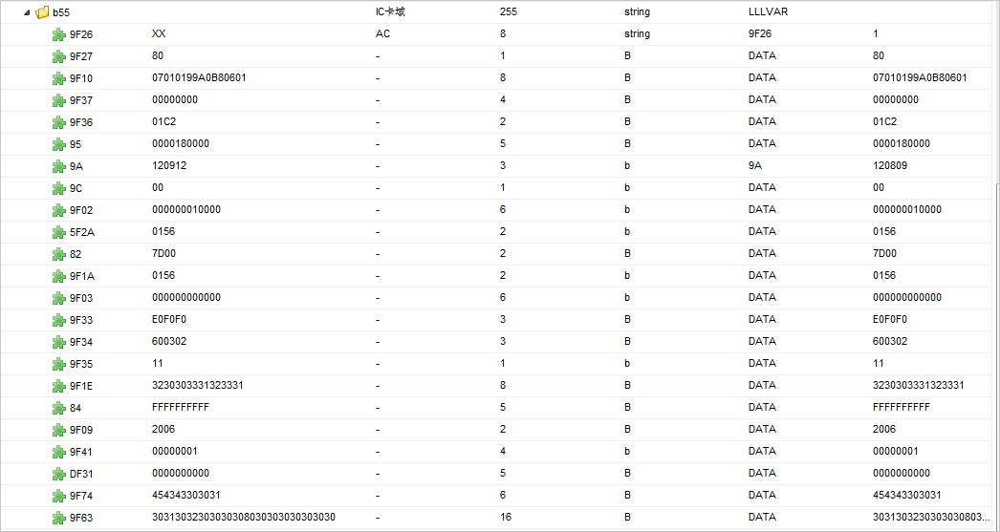 b55 IC卡域 255 string LLLVAR
9F26 XX AC 8 string 9F26 1
9F27 80 - 1 B DATA 80
9F10 07010199A0B80601 - 8 B DATA 07010199A0B80601
9F37 00000000 - 4 B DATA 00000000
9F36 01C2 - 2 B DATA 01C2
95 0000180000 - 5 B DATA 0000180000
9A 120912 - 3 b 9A 120809
9C 00 - 1 b DATA 00
9F02 000000010000 - 6 b DATA 000000010000
5F2A 0156 - 2 b DATA 0156
82 7D00 - 2 B DATA 7D00
9F1A 0156 - 2 b DATA 0156
9F03 000000000000 - 6 b DATA 000000000000
9F33 E0F0F0 - 3 B DATA E0F0F0
9F34 600302 - 3 B DATA 600302
9F35 11 - 1 b DATA 11
9F1E 3230303331323331 - 8 B DATA 3230303331323331
84 FFFFFFFFFF - 5 B DATA FFFFFFFFFF
9F09 2006 - 2 B DATA 2006
9F41 00000001 - 4 b DATA 00000001
DF31 0000000000 - 5 B DATA 0000000000
9F74 454343303031 - 6 B DATA 454343303031
9F63 30313032303030308030303030303030 - 16 B DATA 3031303230303030803...